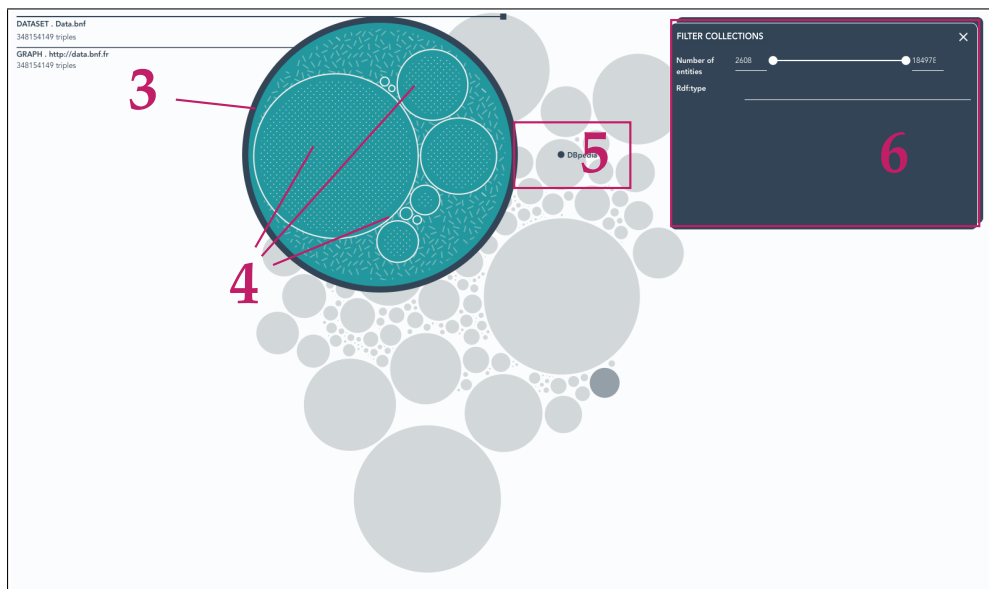 DATASET . Data.bnf
348154149 triples
GRAPH . http://data.bnf.fr
348154149 triples
3
4
DBpedia
5
FILTER COLLECTIONS
Number of entities
2608
184978
Rdf:type
6